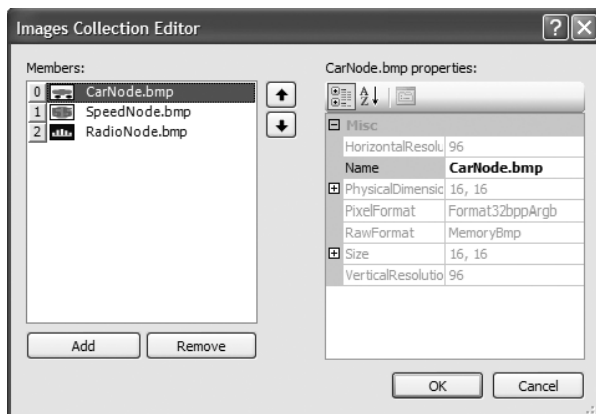 Images Collection Editor
Members:
0 CarNode.bmp
1 SpeedNode.bmp
2 RadioNode.bmp
Add
Remove
CarNode.bmp properties:
Misc
HorizontalResolu 96
Name CarNode.bmp
PhysicalDimensic 16, 16
PixelFormat Format32bppArgb
RawFormat MemoryBmp
Size 16, 16
VerticalResolutio 96
OK
Cancel